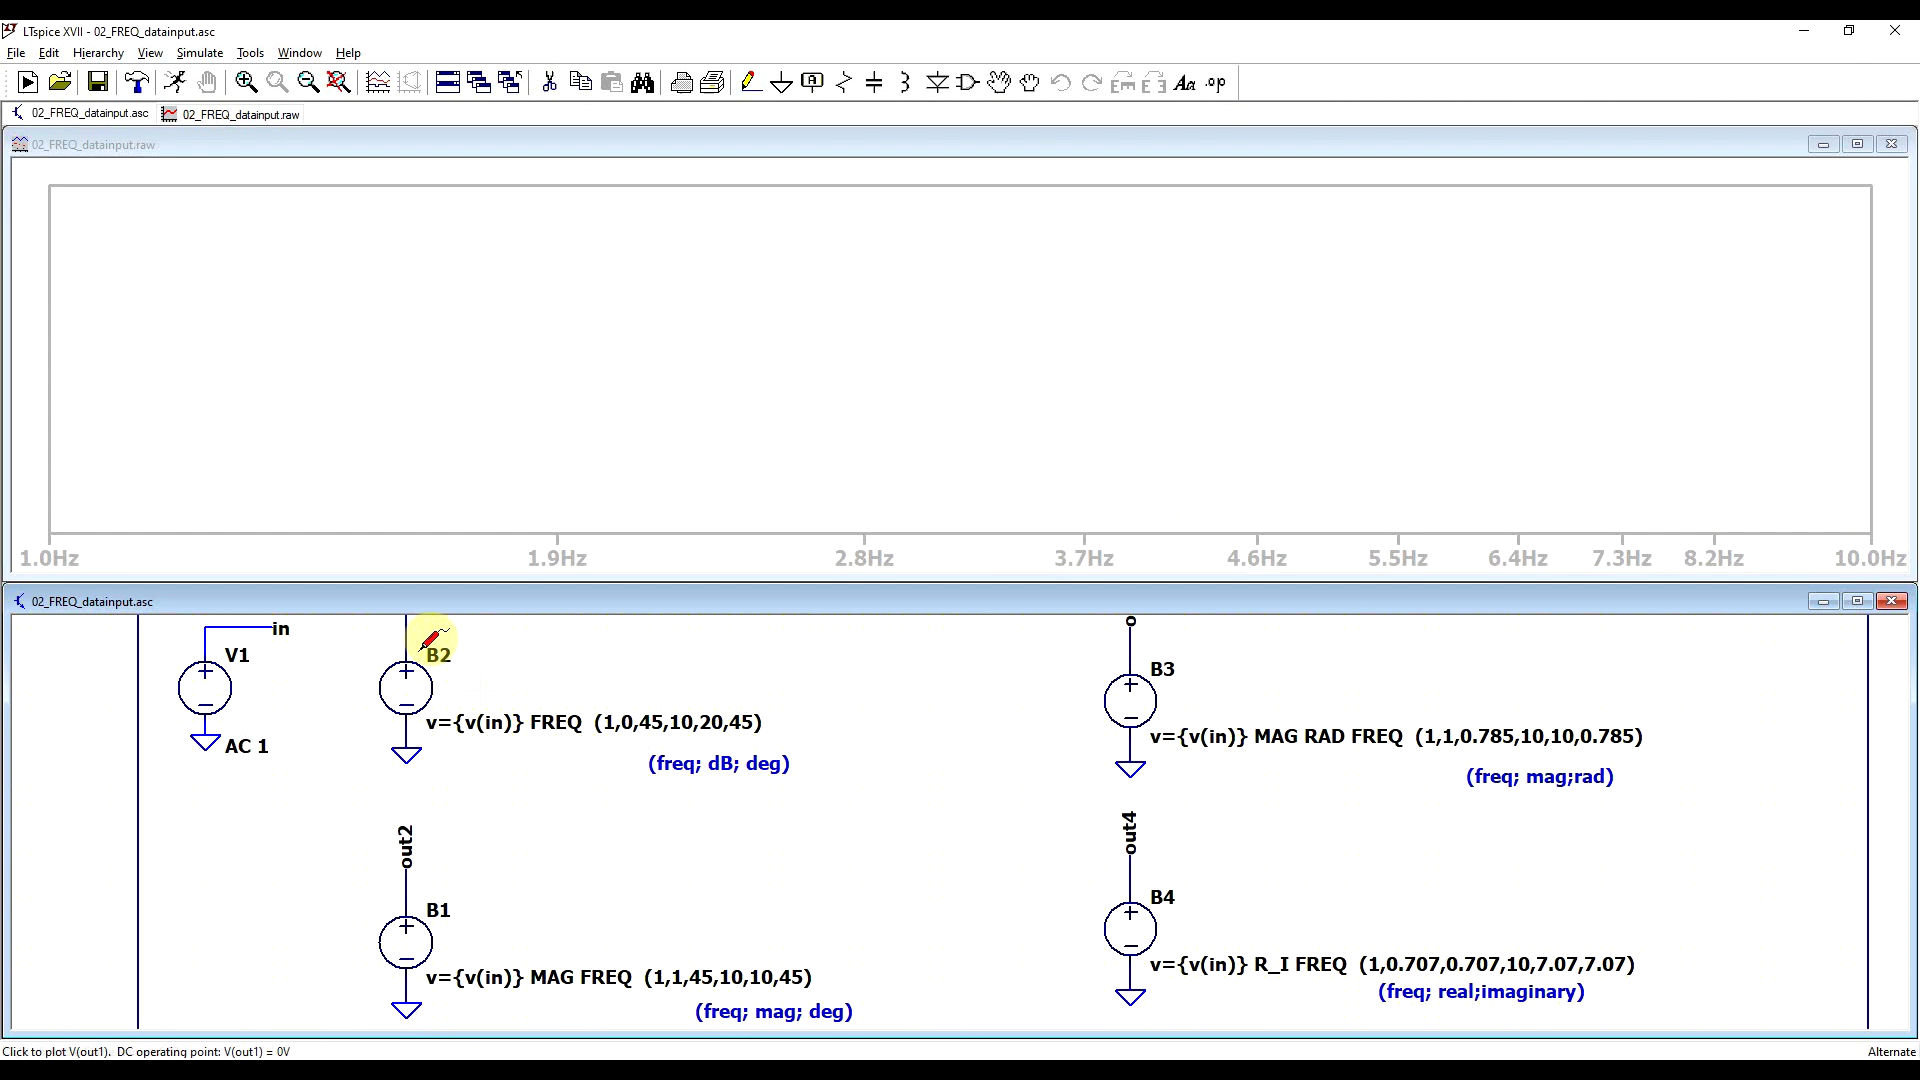 LTspice XVII - 02_FREQ_datainput.asc
File Edit Hierarchy View Simulate Tools Window Help
02_FREQ_datainput.asc 02_FREQ_datainput.raw
02_FREQ_datainput.raw
1.0Hz 1.9Hz 2.8Hz 3.7Hz 4.6Hz 5.5Hz 6.4Hz 7.3Hz 8.2Hz 10.0Hz
02_FREQ_datainput.asc
in
V1
AC 1
B2
v={v(in)} FREQ (1,0,45,10,20,45)
(freq; dB; deg)
B3
v={v(in)} MAG RAD FREQ (1,1,0.785,10,10,0.785)
(freq; mag;rad)
out2
B1
v={v(in)} MAG FREQ (1,1,45,10,10,45)
(freq; mag; deg)
out4
B4
v={v(in)} R_I FREQ (1,0.707,0.707,10,7.07,7.07)
(freq; real;imaginary)
Click to plot V(out1). DC operating point: V(out1) = 0V
Alternate